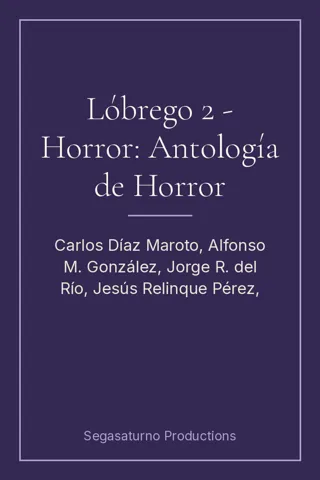 Lóbrego 2 -
Horror: Antología
de Horror
Carlos Díaz Maroto, Alfonso
M. González, Jorge R. del
Río, Jesús Relinque Pérez,
Segasaturno Productions